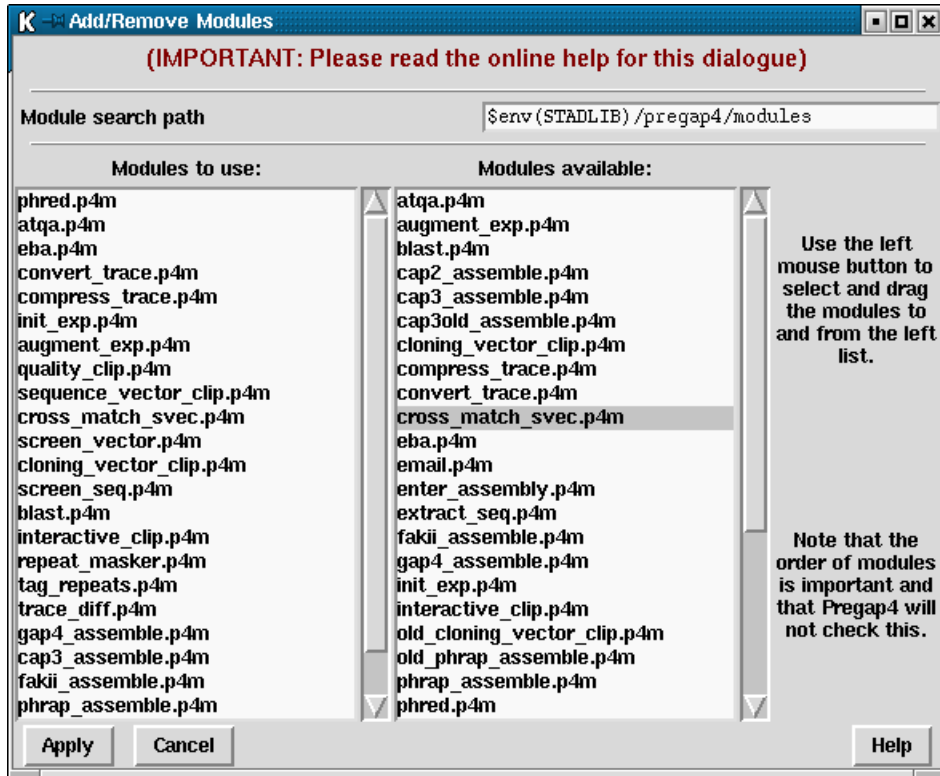 Add/Remove Modules
(IMPORTANT: Please read the online help for this dialogue)
Module search path
$env(STADLIB)/pregap4/modules
Modules to use:
phred.p4m
atqa.p4m
eba.p4m
convert_trace.p4m
compress_trace.p4m
init_exp.p4m
augment_exp.p4m
quality_clip.p4m
sequence_vector_clip.p4m
cross_match_svec.p4m
screen_vector.p4m
cloning_vector_clip.p4m
screen_seq.p4m
blast.p4m
interactive_clip.p4m
repeat_masker.p4m
tag_repeats.p4m
trace_diff.p4m
gap4_assemble.p4m
cap3_assemble.p4m
fakii_assemble.p4m
phrap_assemble.p4m
Modules available:
atqa.p4m
augment_exp.p4m
blast.p4m
cap2_assemble.p4m
cap3_assemble.p4m
cap3old_assemble.p4m
cloning_vector_clip.p4m
compress_trace.p4m
convert_trace.p4m
cross_match_svec.p4m
eba.p4m
email.p4m
enter_assembly.p4m
extract_seq.p4m
fakii_assemble.p4m
gap4_assemble.p4m
init_exp.p4m
interactive_clip.p4m
old_cloning_vector_clip.p4m
old_phrap_assemble.p4m
phrap_assemble.p4m
phred.p4m
Use the left
mouse button to
select and drag
the modules to
and from the left
list.
Note that the
order of modules
is important and
that Pregap4 will
not check this.
Apply
Cancel
Help